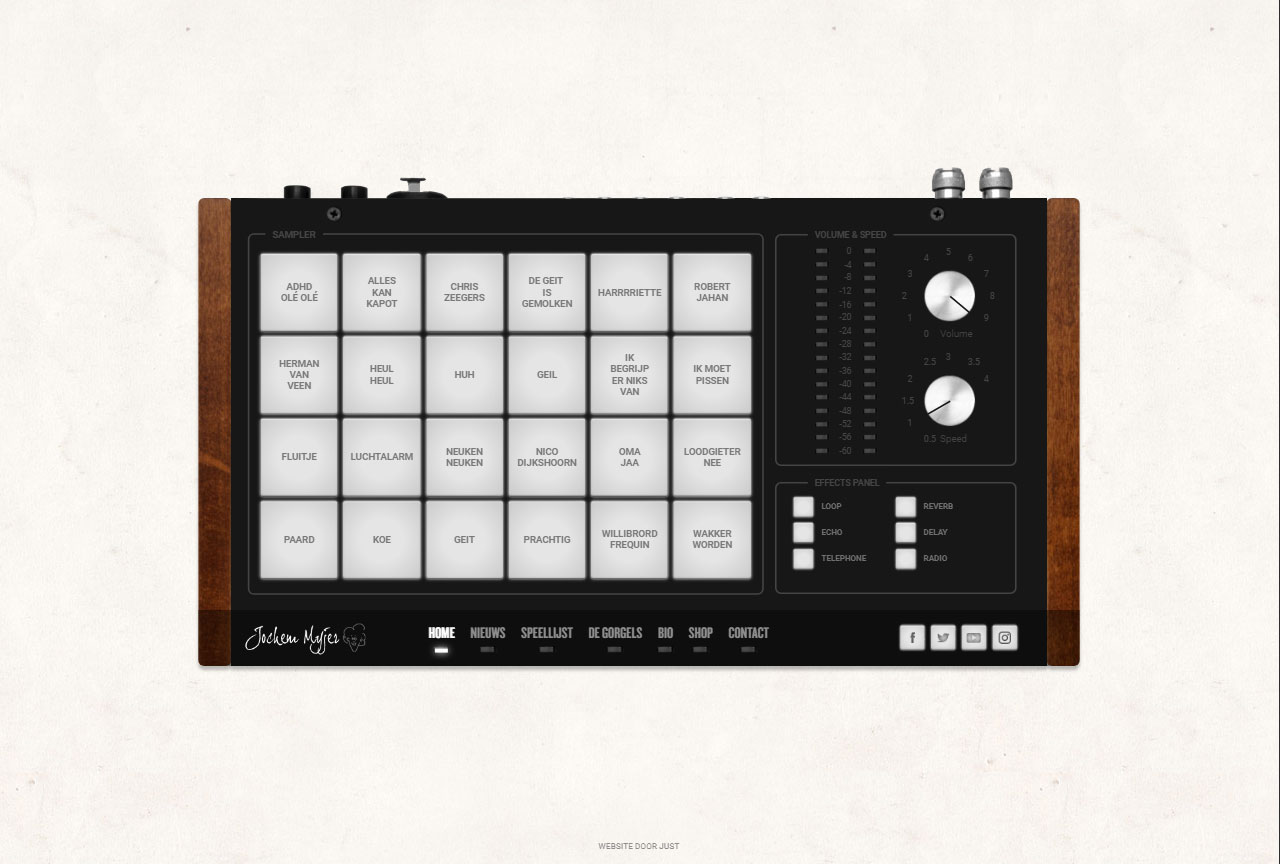 SAMPLER
ADHD
OLÉ OLÉ
ALLES
KAN
KAPOT
CHRIS
ZEEGERS
DE GEIT
IS
GEMOLKEN
HARRRRIETTE
ROBERT
JAHAN
HERMAN
VAN
VEEN
HEUL
HEUL
HUH
GEIL
IK
BEGRIJP
ER NIKS
VAN
IK MOET
PISSEN
FLUITJE
LUCHTALARM
NEUKEN
NEUKEN
NICO
DIJKSHOORN
OMA
JAA
LOODGIETER
NEE
PAARD
KOE
GEIT
PRACHTIG
WILLIBRORD
FREQUIN
WAKKER
WORDEN
VOLUME & SPEED
0
-4
-8
-12
-16
-20
-24
-28
-32
-36
-40
-44
-48
-52
-56
-60
0
1
2
3
4
5
6
7
8
9
Volume
0.5
1
1.5
2
2.5
3
3.5
4
Speed
EFFECTS PANEL
LOOP
REVERB
ECHO
DELAY
TELEPHONE
RADIO
Jochem Myjer
HOME NIEUWS SPEELLIJST DE GORGELS BIO SHOP CONTACT
WEBSITE DOOR JUST